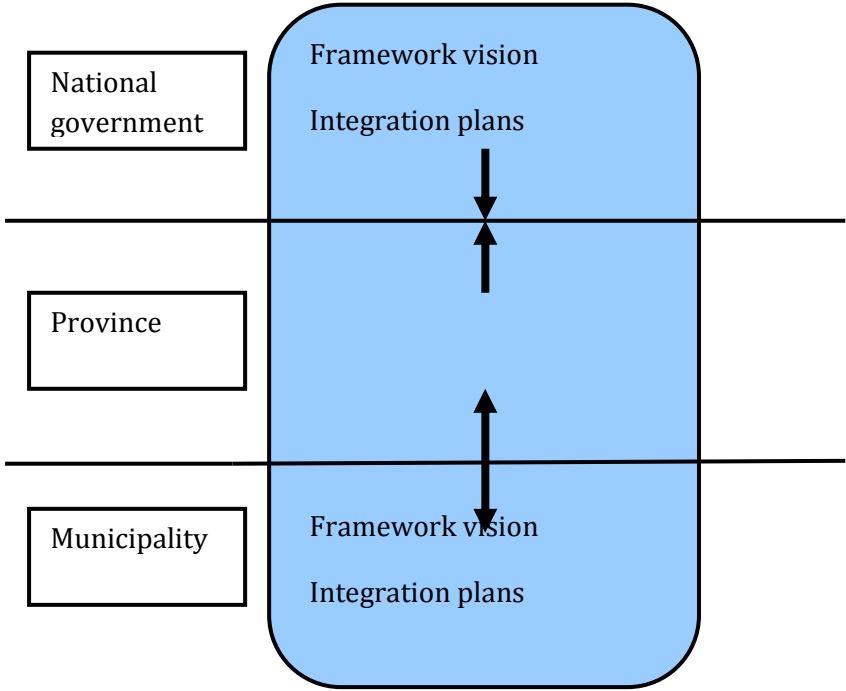 National
government
Framework vision
Integration plans
Province
Municipality
Framework vision
Integration plans